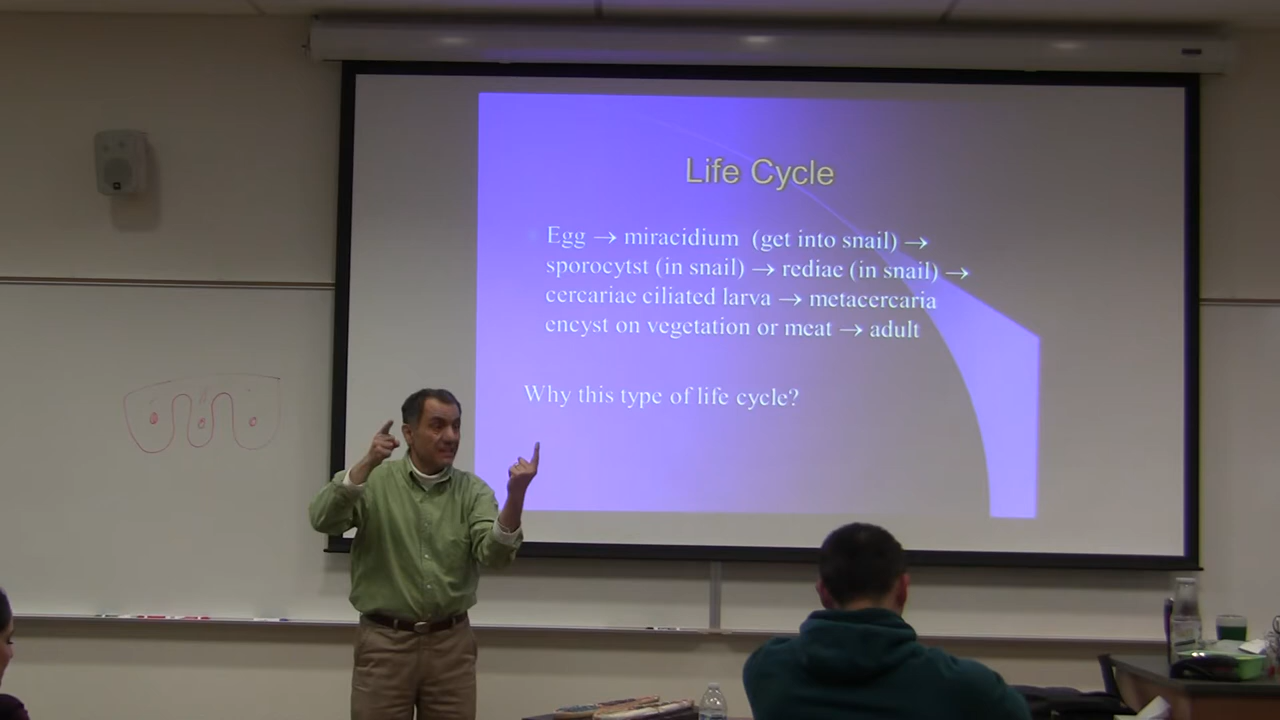 Life Cycle
Egg → miracidium (get into snail) →
sporocytst (in snail) → rediae (in snail) →
cercariae ciliated larva → metacercaria
encyst on vegetation or meat → adult
Why this type of life cycle?